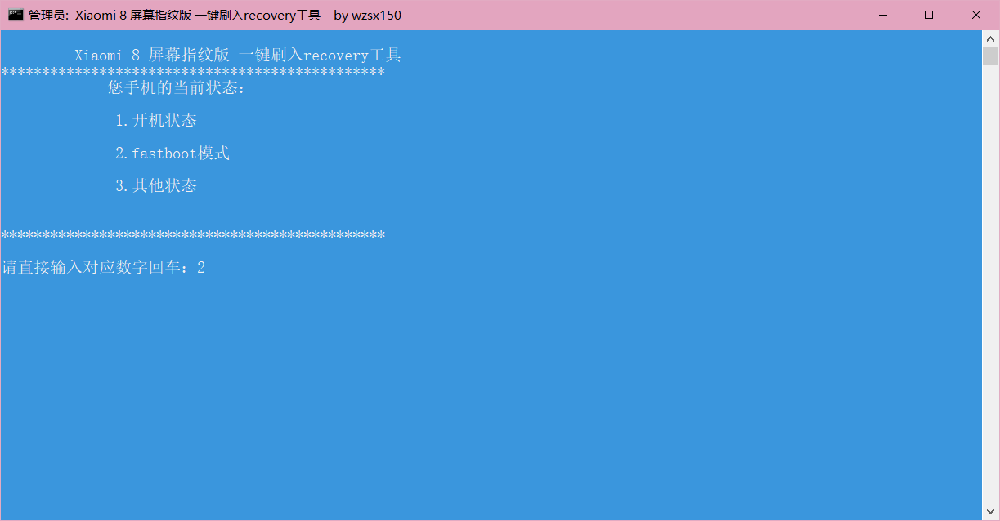 管理员: Xiaomi 8 屏幕指纹版 一键刷入recovery工具 --by wzsx150
Xiaomi 8 屏幕指纹版 一键刷入recovery工具
***********************************************
您手机的当前状态:
1.开机状态
2.fastboot模式
3.其他状态
***********************************************
请直接输入对应数字回车：2